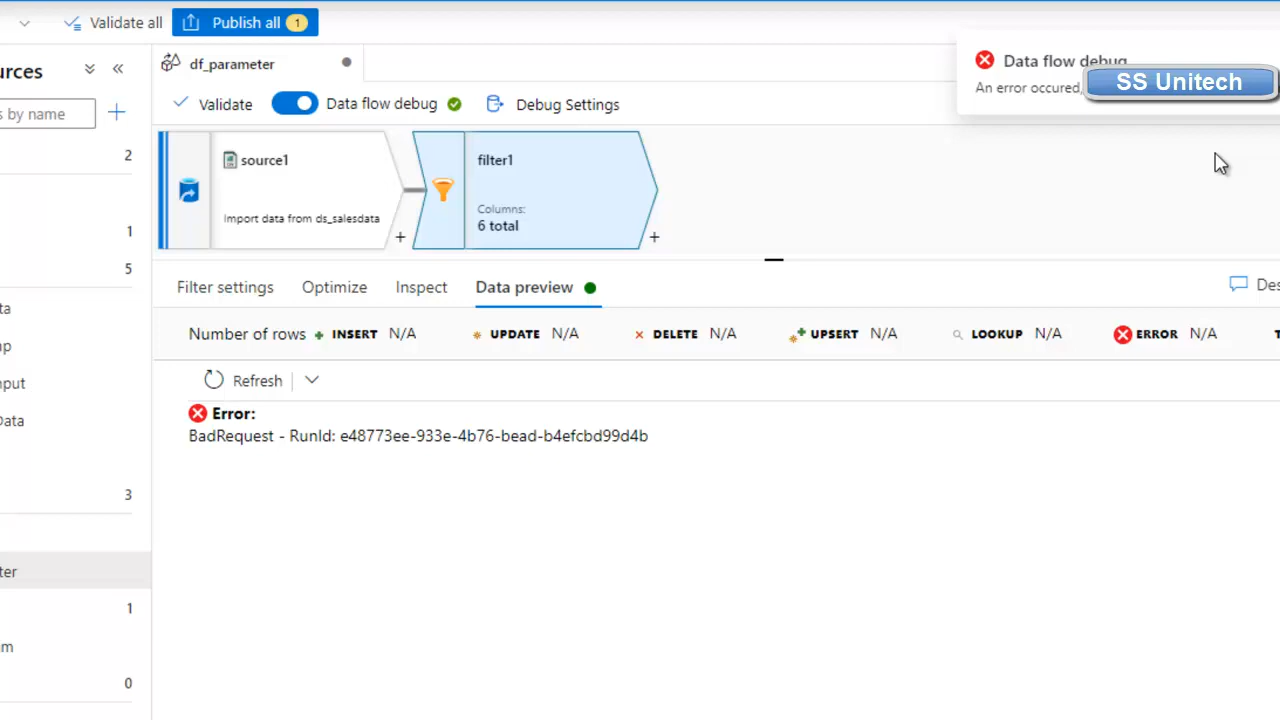 Validate all
Publish all 1
urces
s by name
2
1
5
ta
ap
nput
Data
3
ter
1
m
0
df_parameter
Validate
Data flow debug
Debug Settings
source1
Import data from ds_salesdata
+
filter1
Columns:
6 total
+
Data flow debug
An error occured,
SS Unitech
Filter settings
Optimize
Inspect
Data preview
Des
Number of rows + INSERT N/A
UPDATE N/A
DELETE N/A
UPSERT N/A
LOOKUP N/A
ERROR N/A
T
Refresh
Error:
BadRequest - RunId: e48773ee-933e-4b76-bead-b4efcbd99d4b